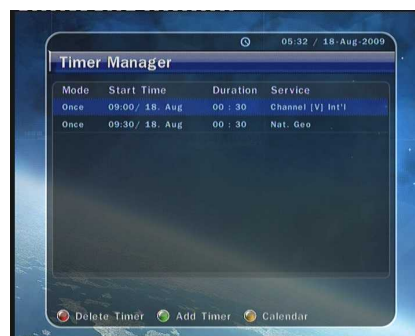 05:32 / 18-Aug-2009
Timer Manager
Mode Start Time Duration Service
Once 09:00/ 18. Aug 00 : 30 Channel [V] Int'l
Once 09:30/ 18. Aug 00 : 30 Nat. Geo
Delete Timer Add Timer Calendar